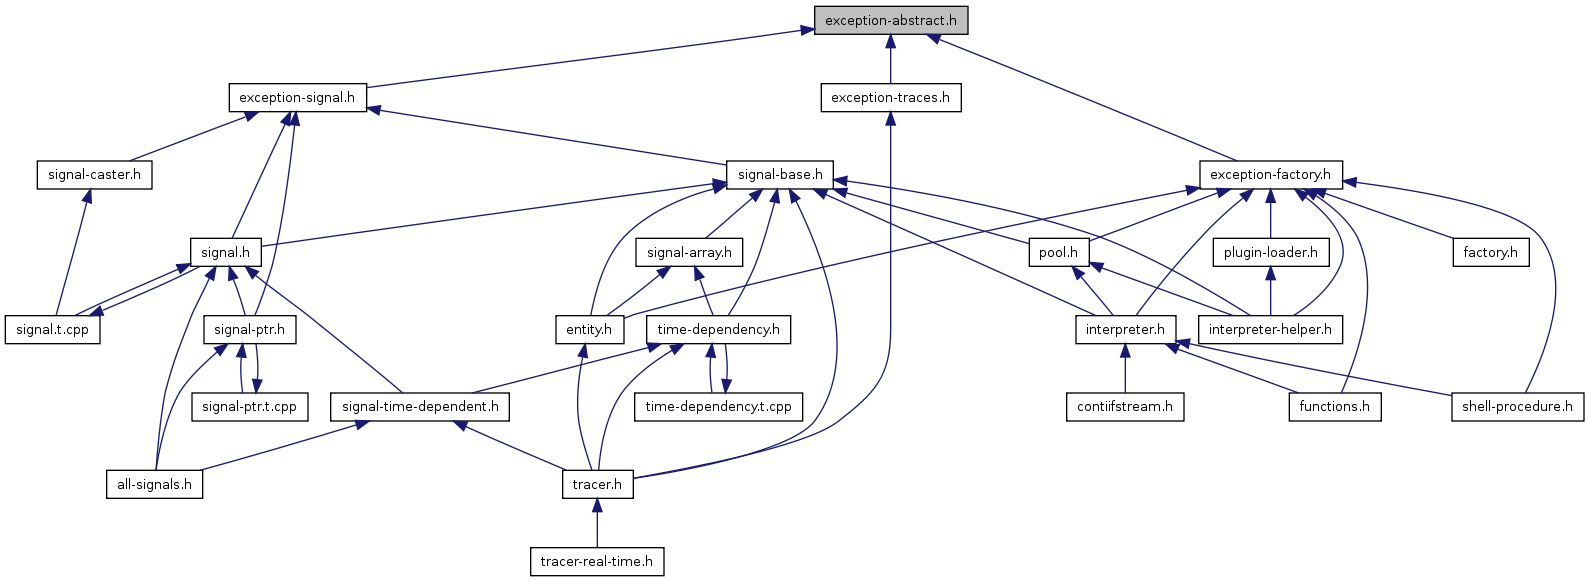 exception-abstract.h
exception-signal.h
exception-traces.h
signal-caster.h
signal-base.h
exception-factory.h
signal.h
signal-array.h
pool.h
plugin-loader.h
factory.h
signal.t.cpp
signal-ptr.h
entity.h
time-dependency.h
interpreter.h
interpreter-helper.h
signal-ptr.t.cpp
signal-time-dependent.h
time-dependency.t.cpp
contiifstream.h
functions.h
shell-procedure.h
all-signals.h
tracer.h
tracer-real-time.h